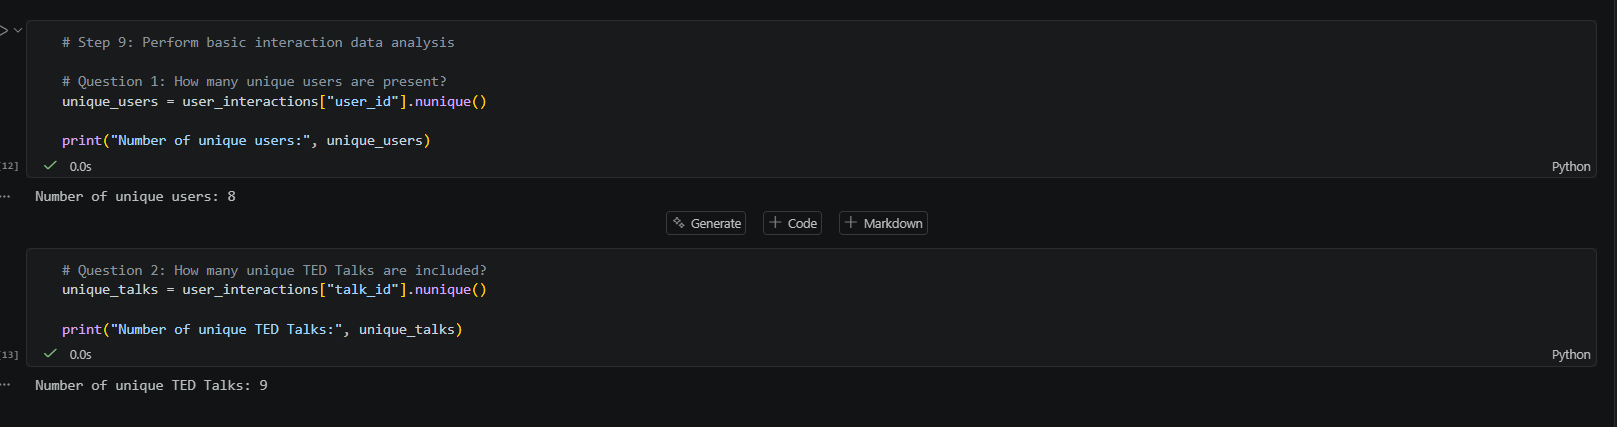 # Step 9: Perform basic interaction data analysis
# Question 1: How many unique users are present?
unique_users = user_interactions["user_id"].nunique()
print("Number of unique users:", unique_users)
[12]
0.0s
Python
Number of unique users: 8
Generate
Code
Markdown
# Question 2: How many unique TED Talks are included?
unique_talks = user_interactions["talk_id"].nunique()
print("Number of unique TED Talks:", unique_talks)
[13]
0.0s
Python
Number of unique TED Talks: 9